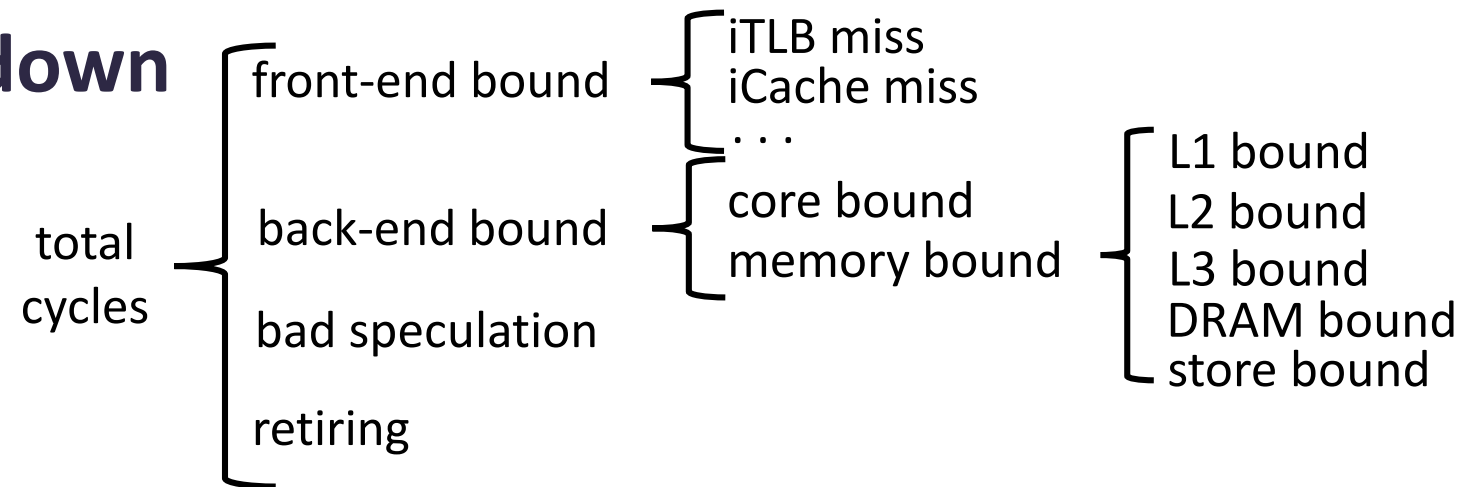 down
total
cycles
front-end bound
back-end bound
bad speculation
retiring
iTLB miss
iCache miss
. . .
core bound
memory bound
L1 bound
L2 bound
L3 bound
DRAM bound
store bound